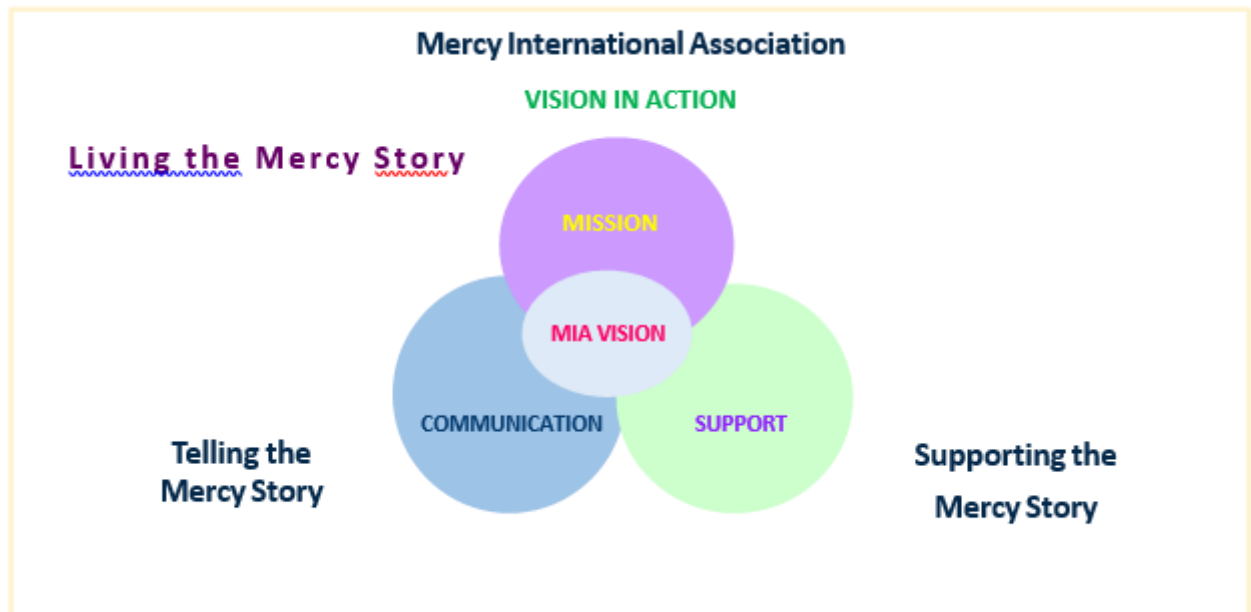 Mercy International Association
VISION IN ACTION
Living the Mercy Story
MISSION
MIA VISION
COMMUNICATION
SUPPORT
Telling the
Mercy Story
Supporting the
Mercy Story